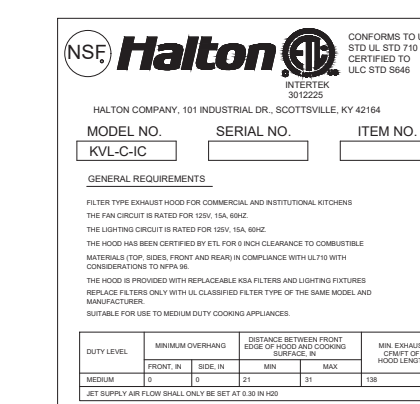 NSF Halton ETL CONFORMS TO U
STD UL STD 710
CERTIFIED TO
ULC STD S646
INTERTEK
3012225
HALTON COMPANY, 101 INDUSTRIAL DR., SCOTTSVILLE, KY 42164
MODEL NO. SERIAL NO. ITEM NO.
KVL-C-IC
GENERAL REQUIREMENTS
FILTER TYPE EXHAUST HOOD FOR COMMERCIAL AND INSTITUTIONAL KITCHENS
THE FAN CIRCUIT IS RATED FOR 125V, 15A, 60HZ.
THE LIGHTING CIRCUIT IS RATED FOR 125V, 15A, 60HZ.
THE HOOD HAS BEEN CERTIFIED BY ETL FOR 0 INCH CLEARANCE TO COMBUSTIBLE
MATERIALS (TOP, SIDES, FRONT AND REAR) IN COMPLIANCE WITH UL710 WITH
CONSIDERATIONS TO NFPA 96.
THE HOOD IS PROVIDED WITH REPLACEABLE KSA FILTERS AND LIGHTING FIXTURES
REPLACE FILTERS ONLY WITH UL CLASSIFIED FILTER TYPE OF THE SAME MODEL AND
MANUFACTURER.
SUITABLE FOR USE TO MEDIUM DUTY COOKING APPLIANCES.
DUTY LEVEL MINIMUM OVERHANG DISTANCE BETWEEN FRONT EDGE OF HOOD AND COOKING SURFACE, IN MIN. EXHAUS CFM/FT OF HOOD LENGT
FRONT, IN SIDE, IN MIN MAX
MEDIUM 0 0 21 31 138
JET SUPPLY AIR FLOW SHALL ONLY BE SET AT 0.30 IN H20